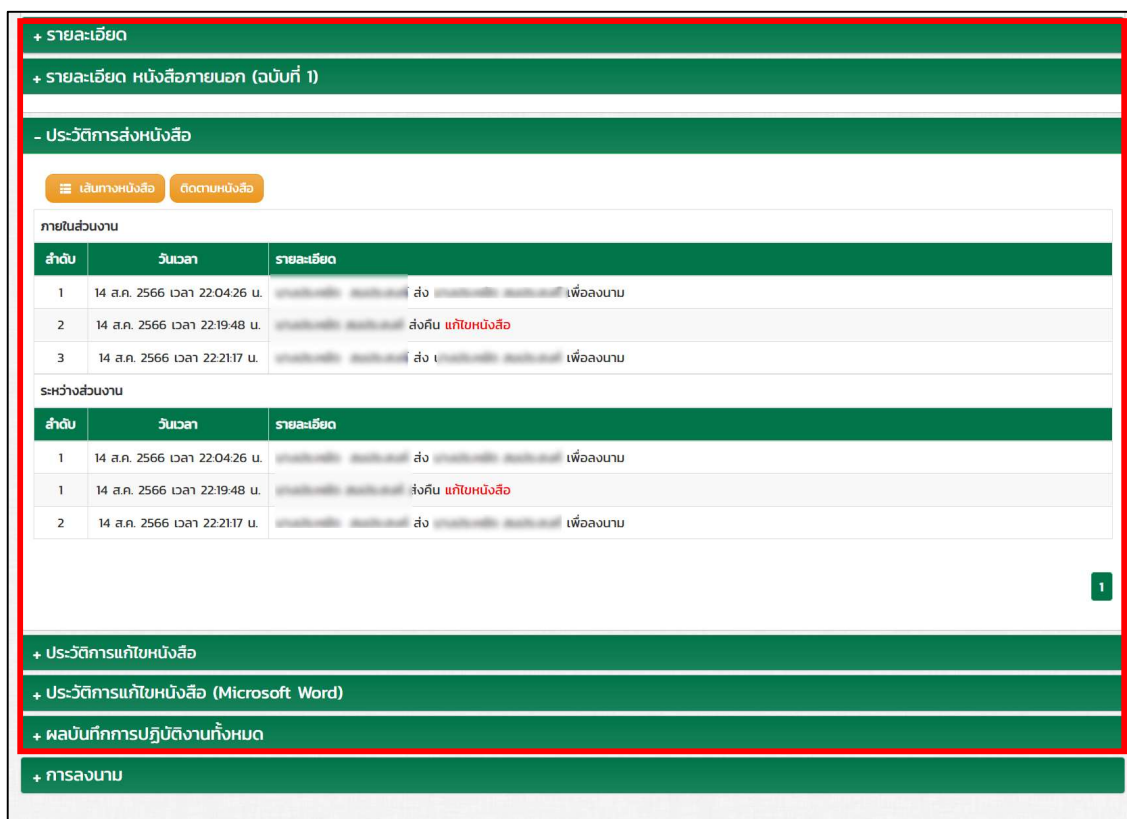 + รายละเอียด
+ รายละเอียด หนังสือภายนอก (ฉบับที่ 1)
- ประวัติการส่งหนังสือ
เส้นทางหนังสือ ติดตามหนังสือ
ภายในส่วนงาน
ลำดับ วันเวลา รายละเอียด
1 14 ส.ค. 2566 เวลา 22:04:26 น. ส่ง เพื่อลงนาม
2 14 ส.ค. 2566 เวลา 22:19:48 น. ส่งคืน แก้ไขหนังสือ
3 14 ส.ค. 2566 เวลา 22:21:17 น. ส่ง เพื่อลงนาม
ระหว่างส่วนงาน
ลำดับ วันเวลา รายละเอียด
1 14 ส.ค. 2566 เวลา 22:04:26 น. ส่ง เพื่อลงนาม
1 14 ส.ค. 2566 เวลา 22:19:48 น. ส่งคืน แก้ไขหนังสือ
2 14 ส.ค. 2566 เวลา 22:21:17 น. ส่ง เพื่อลงนาม
1
+ ประวัติการแก้ไขหนังสือ
+ ประวัติการแก้ไขหนังสือ (Microsoft Word)
+ ผลบันทึกการปฏิบัติงานทั้งหมด
+ การลงนาม